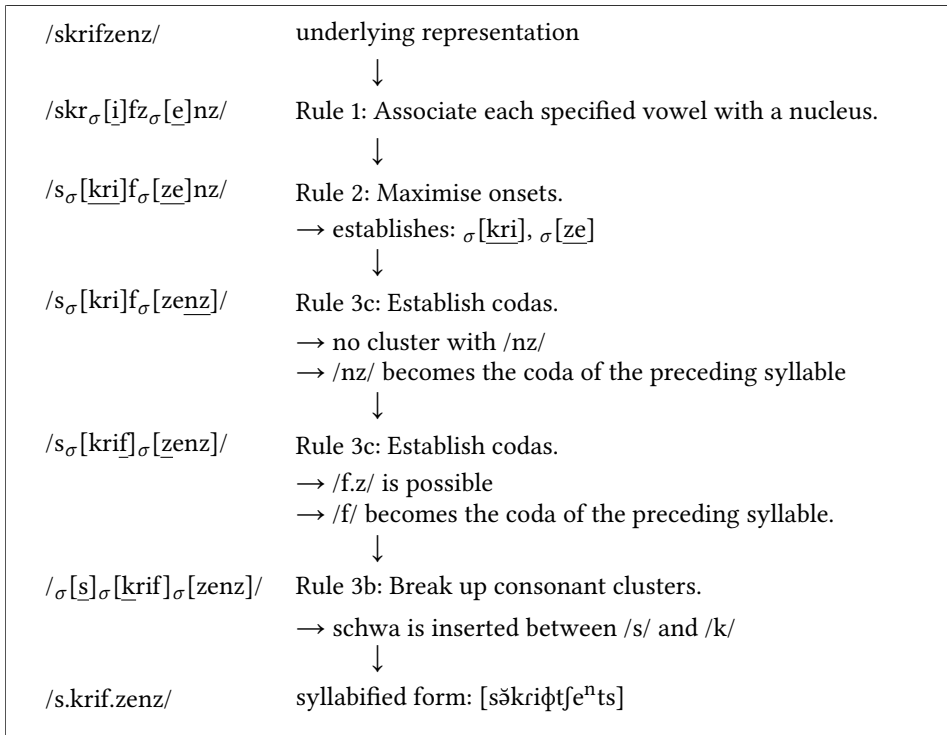 /skrifzenz/ underlying representation
↓
/skrσ[i]fzσ[e]nz/ Rule 1: Associate each specified vowel with a nucleus.
↓
/sσ[kri]fσ[ze]nz/ Rule 2: Maximise onsets.
→ establishes: σ[kri], σ[ze]
↓
/sσ[kri]fσ[zenz]/ Rule 3c: Establish codas.
→ no cluster with /nz/
→ /nz/ becomes the coda of the preceding syllable
↓
/sσ[krif]σ[zenz]/ Rule 3c: Establish codas.
→ /f.z/ is possible
→ /f/ becomes the coda of the preceding syllable.
↓
/σ[s]σ[krif]σ[zenz]/ Rule 3b: Break up consonant clusters.
→ schwa is inserted between /s/ and /k/
↓
/s.krif.zenz/ syllabified form: [sə̆kɾiɸtʃeⁿts]